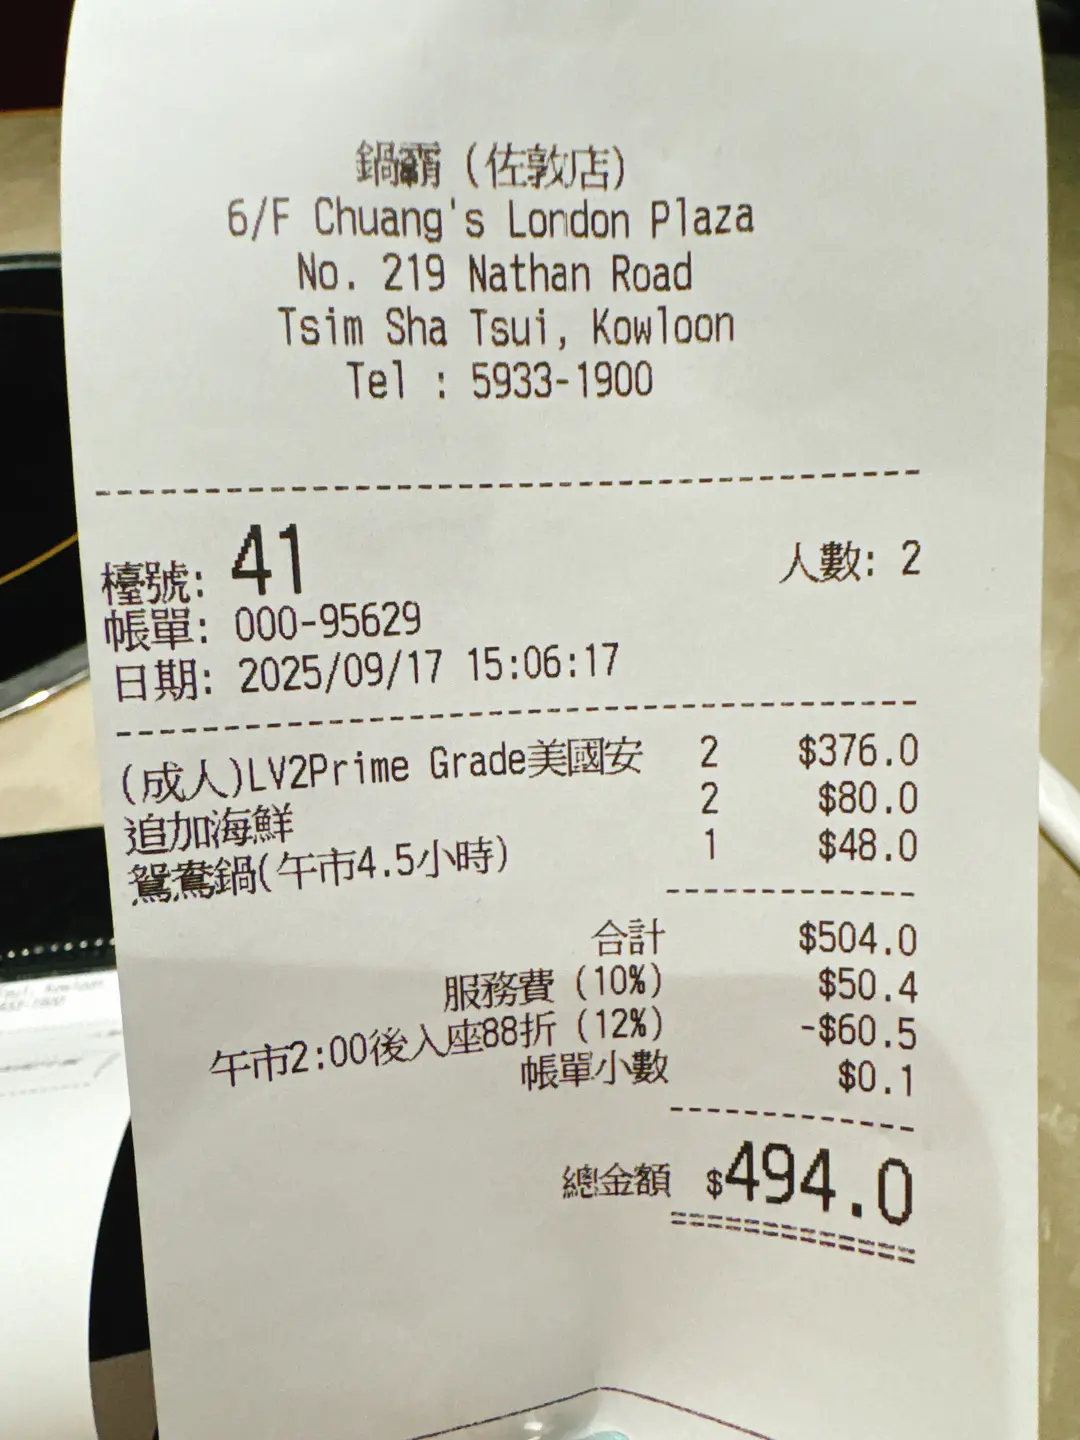 鍋霸 (佐敦店)
6/F Chuang's London Plaza
No. 219 Nathan Road
Tsim Sha Tsui, Kowloon
Tel : 5933-1900
檯號: 41 人數: 2
帳單: 000-95629
日期: 2025/09/17 15:06:17
(成人)LV2Prime Grade美國安 2 $376.0
追加海鮮 2 $80.0
鴛鴦鍋(午市4.5小時) 1 $48.0
合計 $504.0
服務費 (10%) $50.4
午市2:00後入座88折 (12%) -$60.5
帳單小數 $0.1
總金額 $494.0